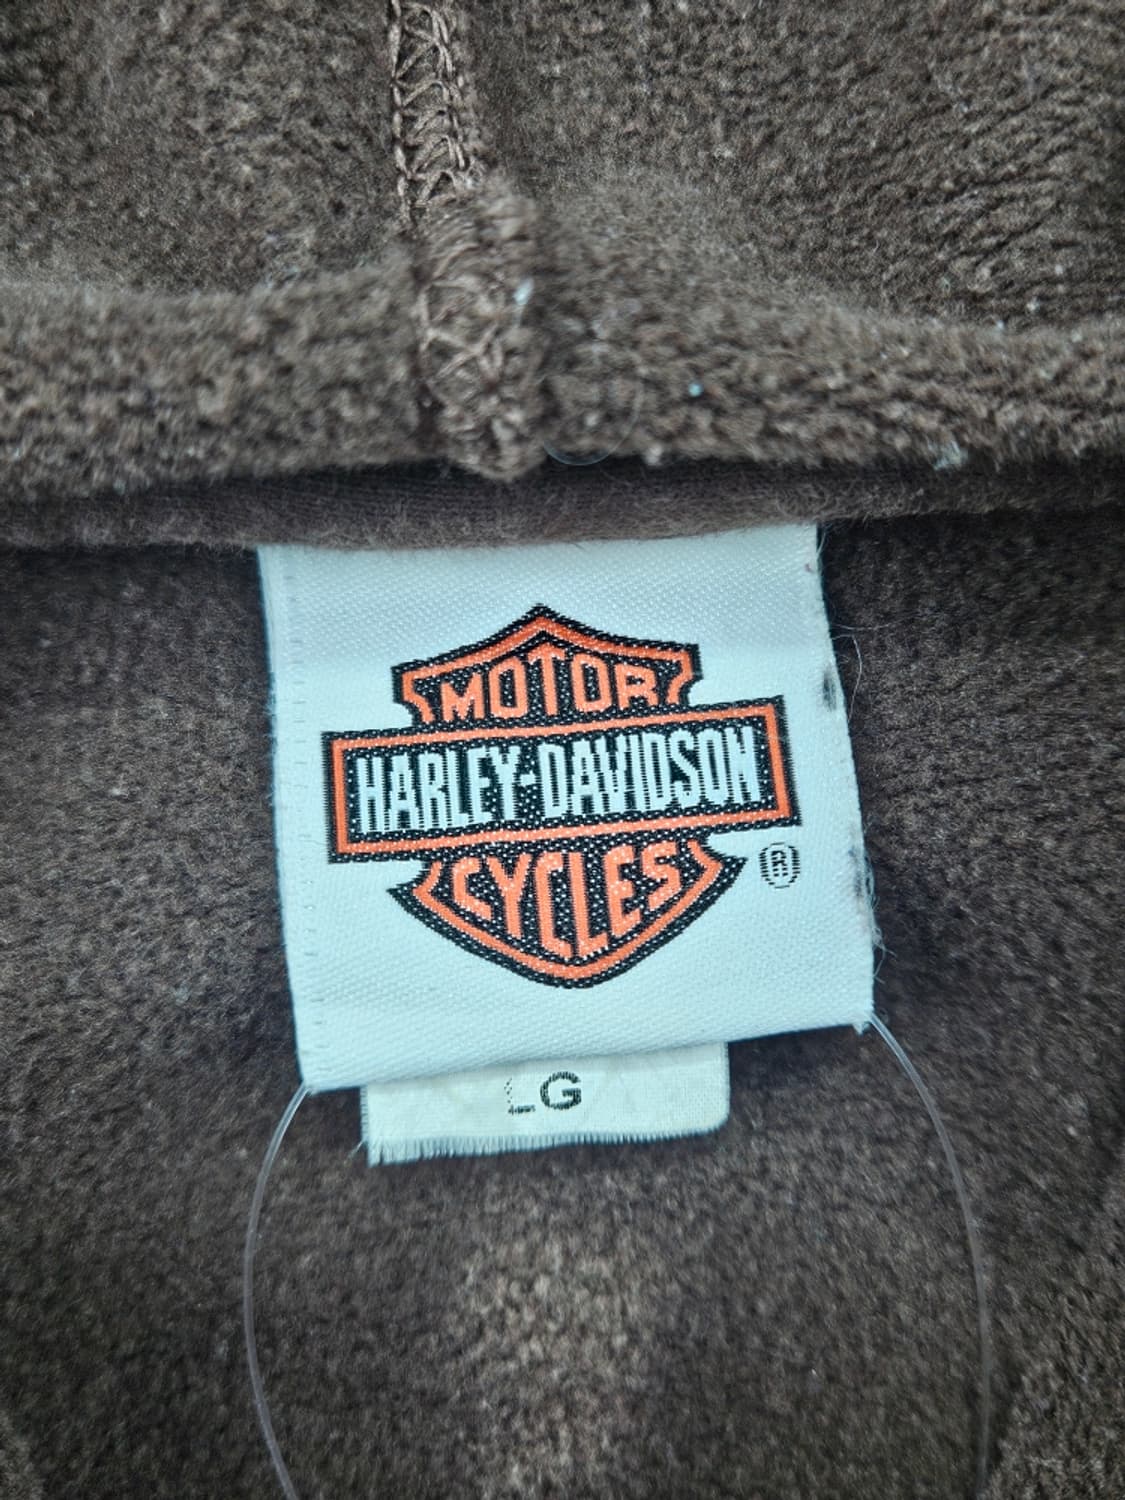 MOTOR
HARLEY-DAVIDSON
CYCLES
®
LG